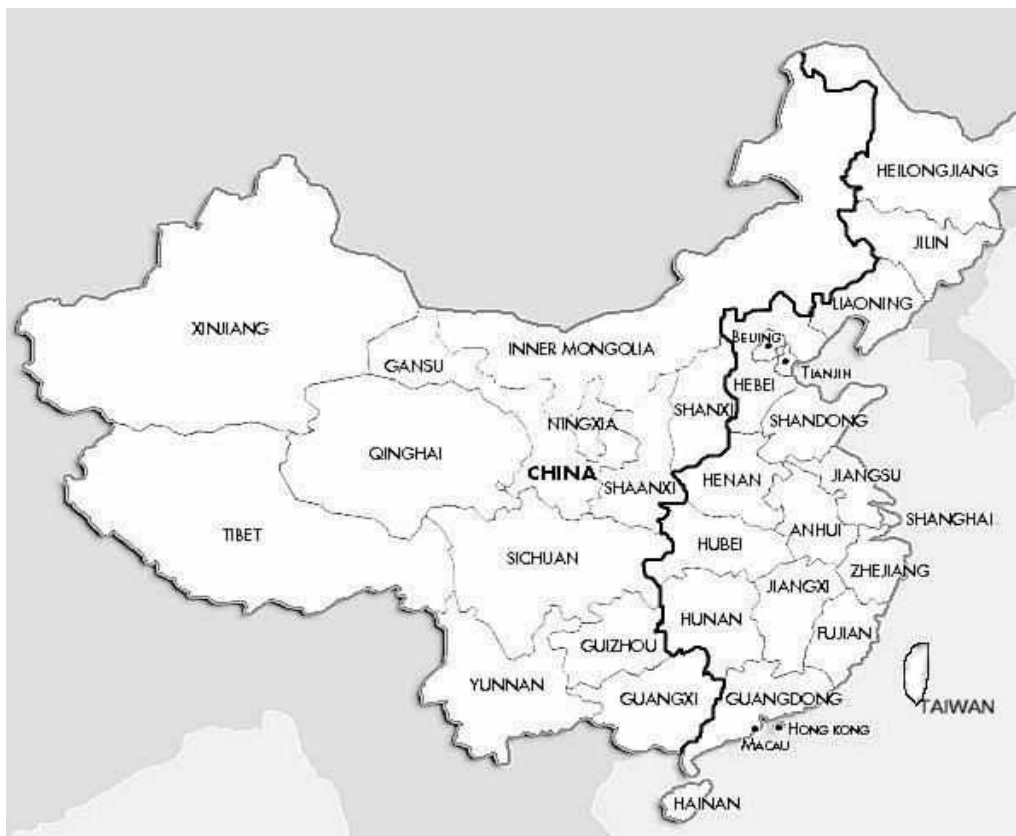 HEILONGJIANG
JILIN
LIAONING
XINJIANG
INNER MONGOLIA
BEIJING
GANSU
TIANJIN
HEBEI
SHANXI
NINGXIA
SHANDONG
QINGHAI
CHINA
HENAN
JIANGSU
SHAANXI
SHANGHAI
TIBET
ANHUI
HUBEI
SICHUAN
ZHEJIANG
JIANGXI
HUNAN
FUJIAN
GUIZHOU
YUNNAN
GUANGXI
GUANGDONG
TAIWAN
HONG KONG
MACAU
HAINAN